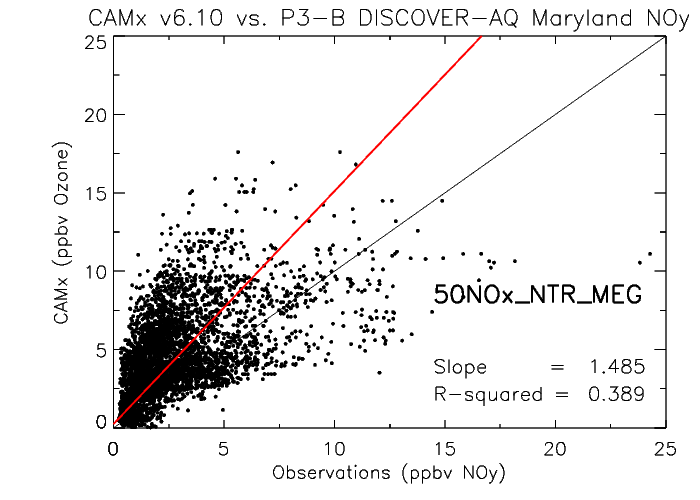 CAMx v6.10 vs. P3-B DISCOVER-AQ Maryland NOy
25
20
15
10
5
0
CAMx (ppbv Ozone)
50NOx_NTR_MEG
Slope = 1.485
R-squared = 0.389
0 5 10 15 20 25
Observations (ppbv NOy)